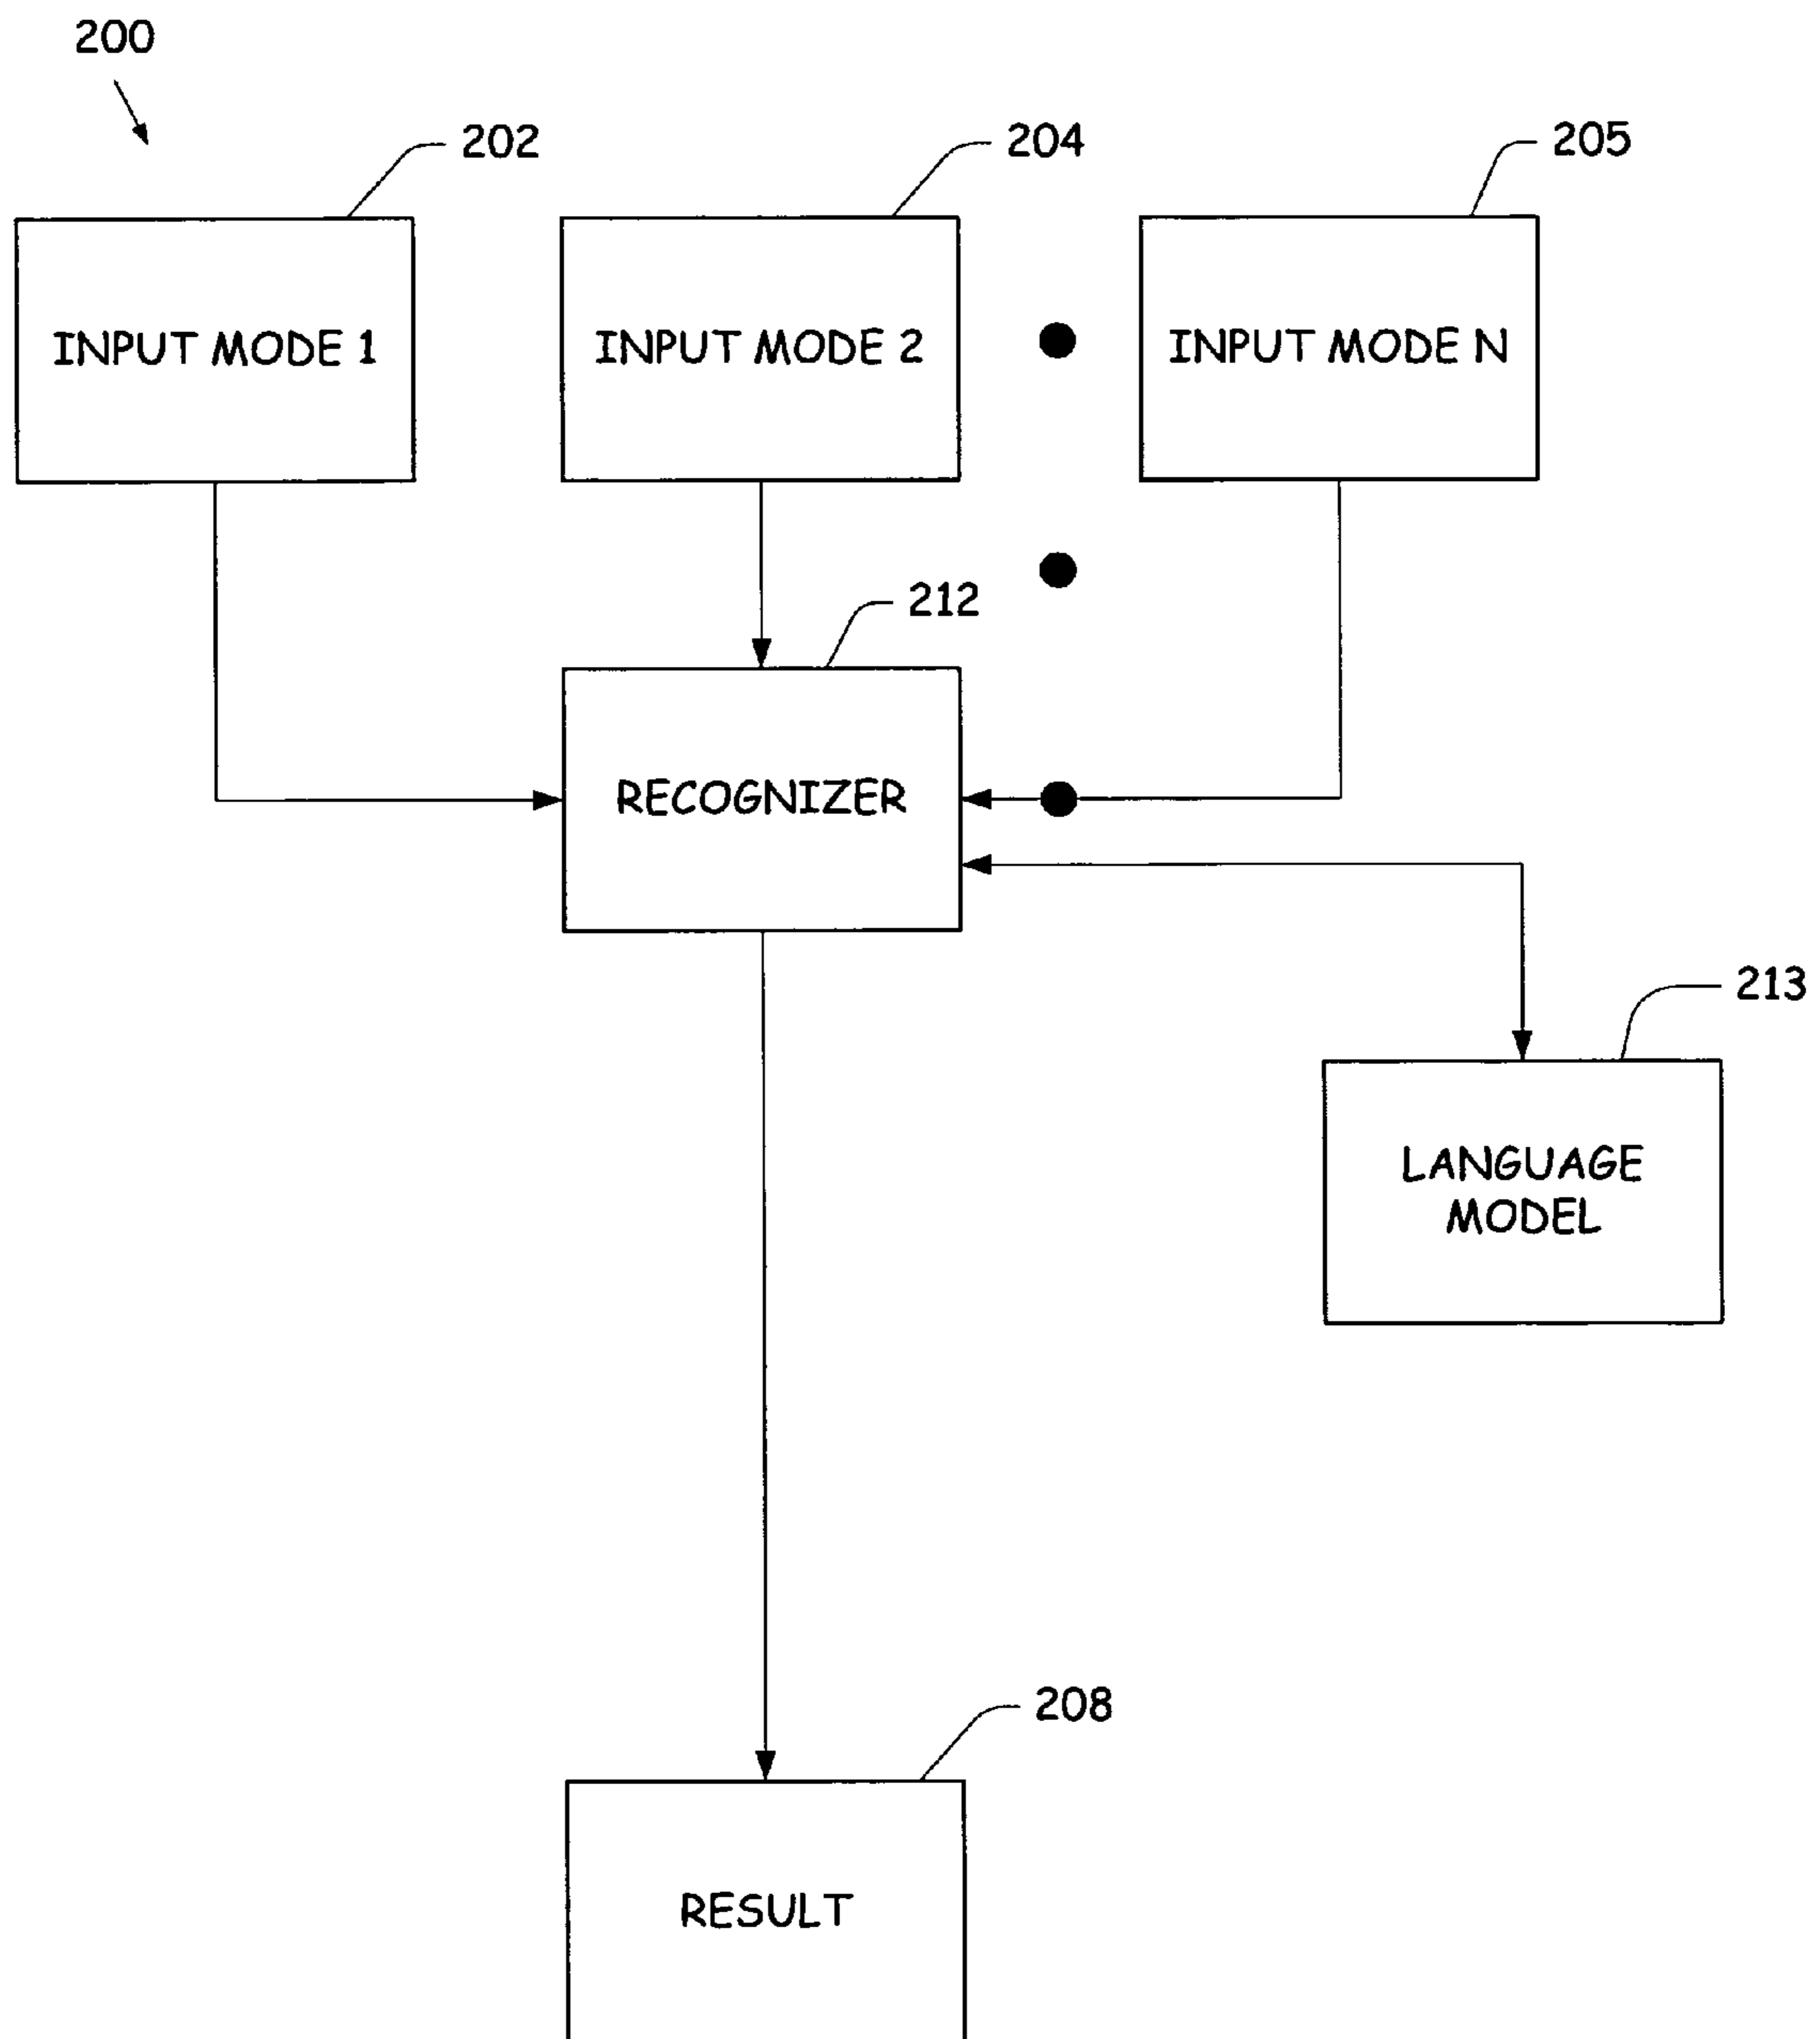 200
202
204
205
INPUT MODE 1
INPUT MODE 2
INPUT MODE N
212
RECOGNIZER
213
LANGUAGE
MODEL
208
RESULT